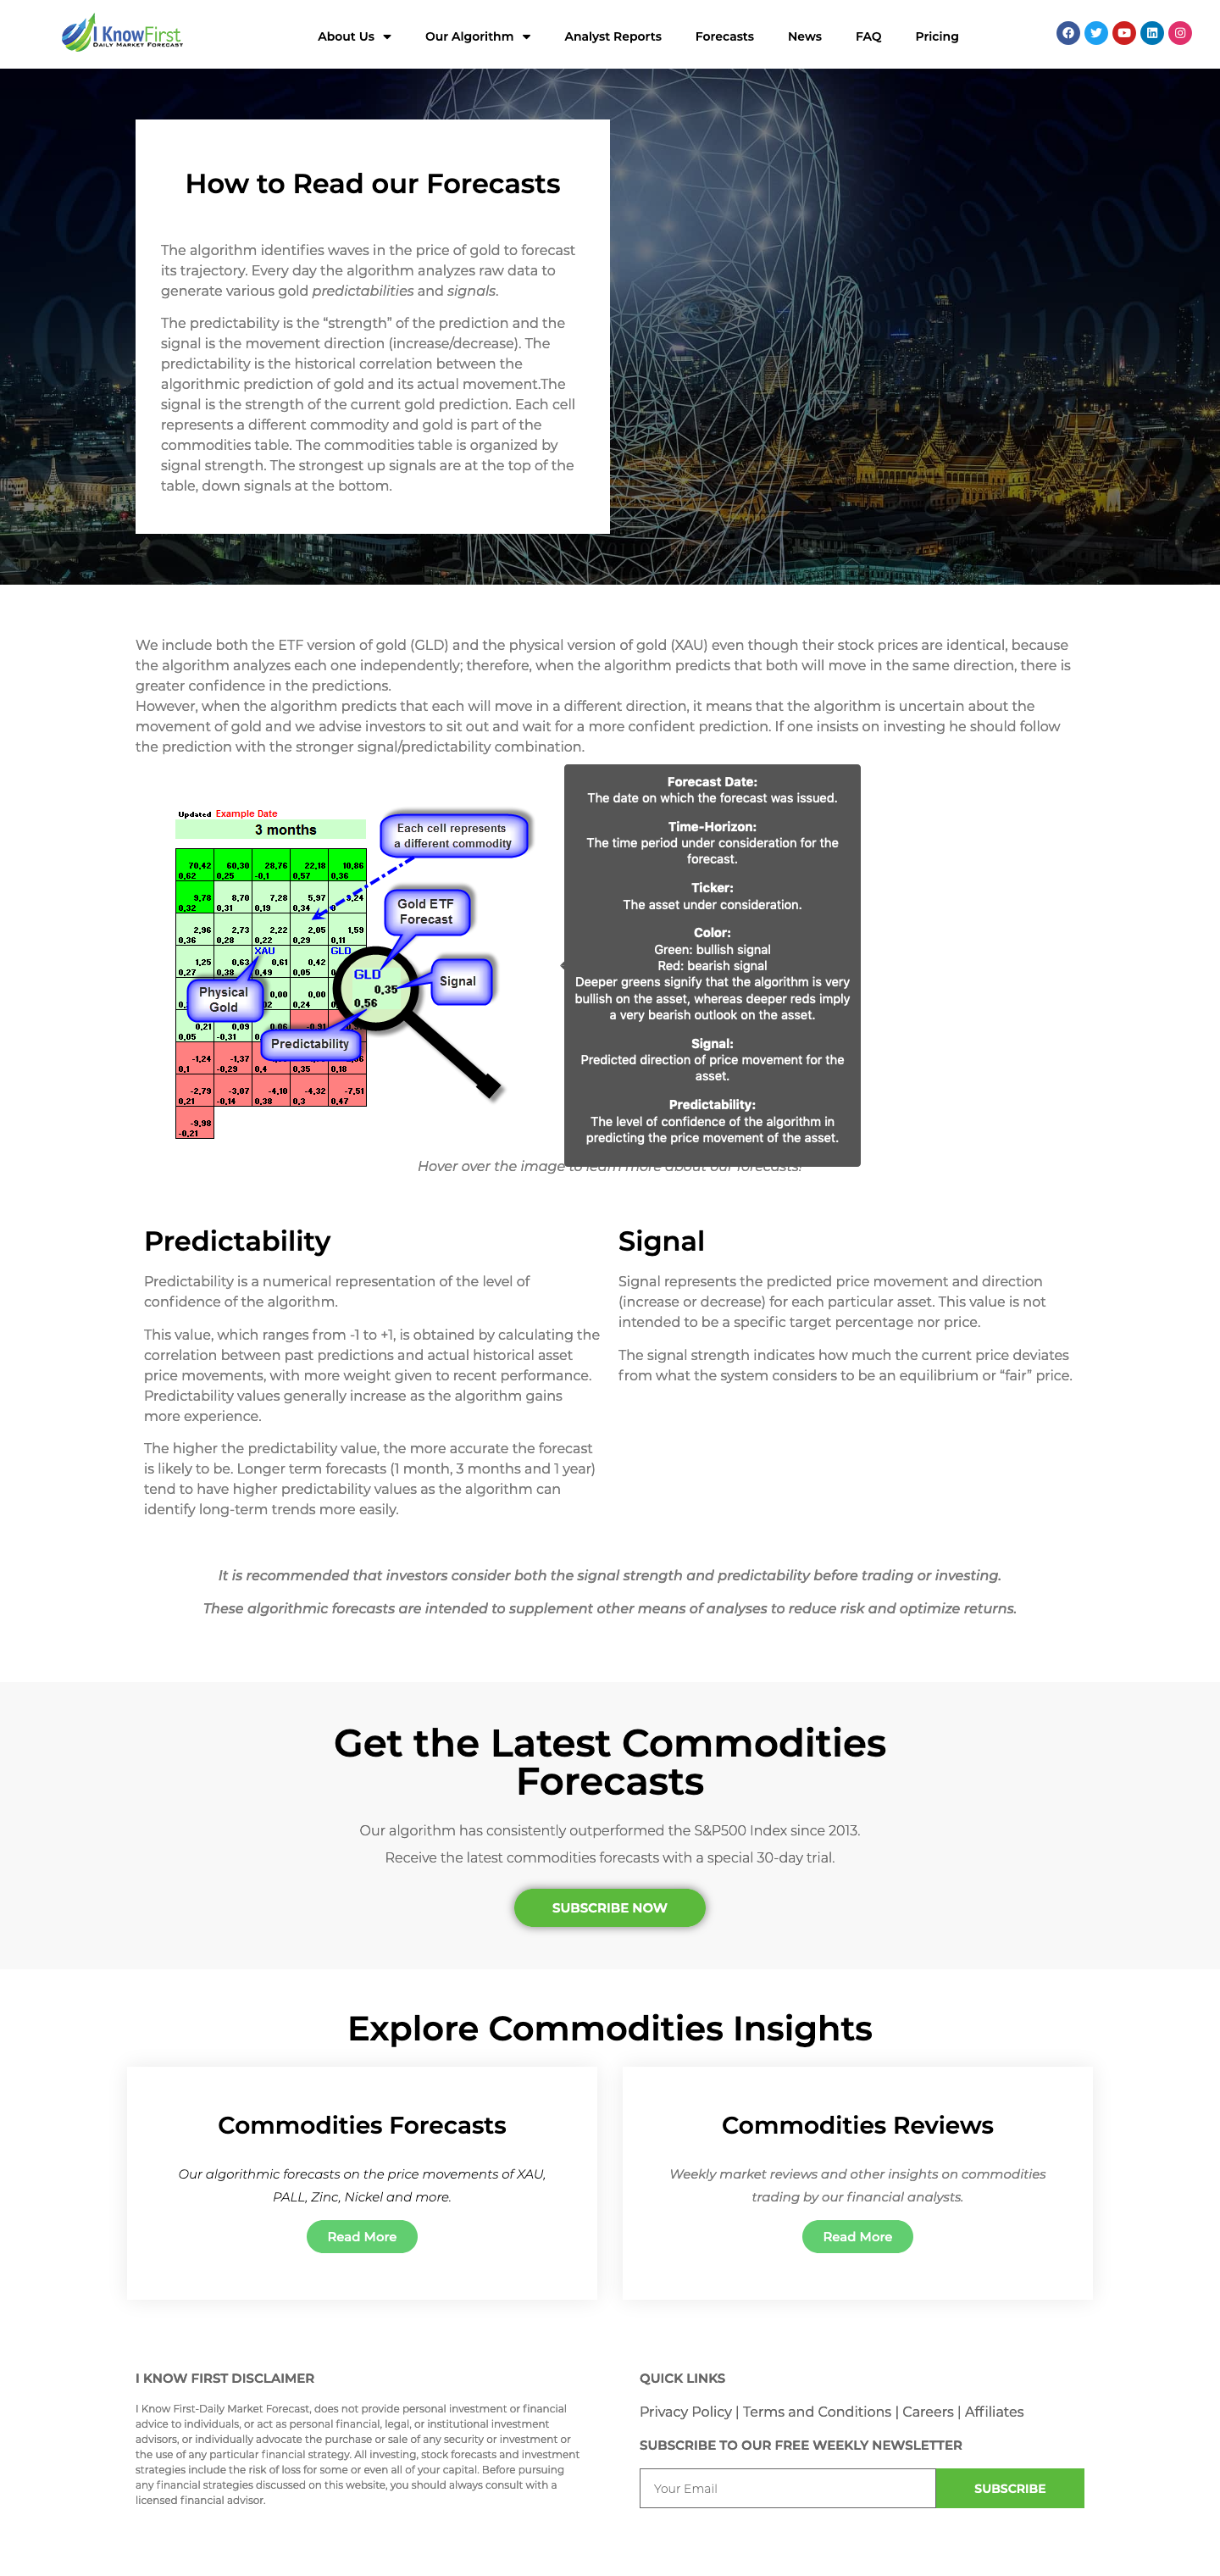 I KnowFirst
DAILY MARKET FORECAST
About Us
Our Algorithm
Analyst Reports
Forecasts
News
FAQ
Pricing
How to Read our Forecasts
The algorithm identifies waves in the price of gold to forecast
its trajectory. Every day the algorithm analyzes raw data to
generate various gold predictabilities and signals.
The predictability is the “strength” of the prediction and the
signal is the movement direction (increase/decrease). The
predictability is the historical correlation between the
algorithmic prediction of gold and its actual movement.The
signal is the strength of the current gold prediction. Each cell
represents a different commodity and gold is part of the
commodities table. The commodities table is organized by
signal strength. The strongest up signals are at the top of the
table, down signals at the bottom.
We include both the ETF version of gold (GLD) and the physical version of gold (XAU) even though their stock prices are identical, because
the algorithm analyzes each one independently; therefore, when the algorithm predicts that both will move in the same direction, there is
greater confidence in the predictions.
However, when the algorithm predicts that each will move in a different direction, it means that the algorithm is uncertain about the
movement of gold and we advise investors to sit out and wait for a more confident prediction. If one insists on investing he should follow
the prediction with the stronger signal/predictability combination.
Updated Example Date
3 months
Each cell represents
a different commodity
70,42 60,30 28,76 22,18 10,86
0,62 0,25 -0,1 0,57 0,36
9,78 8,70 7,28 5,97 9,24
0,32 0,31 0,19 0,34
2,96 2,73 2,22 2,05 1,59
0,36 0,28 0,22 0,29 0,11
XAU GLD
1,25 0,63 0,61 0,42
0,27 0,38 0,49 0,05
0,00 0,00
0,24
0,21 0,09 0,06 -0,91
0,05 -0,31
-1,24 -1,37
0,1 -0,29 0,4 0,35 0,18
-2,79 -3,07 -4,10 -4,32 -7,51
0,21 -0,14 0,38 0,3 0,47
-9,98
-0,21
Gold ETF
Forecast
GLD
0,35
0,56
Signal
Physical
Gold
Predictability
Forecast Date:
The date on which the forecast was issued.
Time-Horizon:
The time period under consideration for the
forecast.
Ticker:
The asset under consideration.
Color:
Green: bullish signal
Red: bearish signal
Deeper greens signify that the algorithm is very
bullish on the asset, whereas deeper reds imply
a very bearish outlook on the asset.
Signal:
Predicted direction of price movement for the
asset.
Predictability:
The level of confidence of the algorithm in
predicting the price movement of the asset.
Hover over the image to learn more about our forecasts!
Predictability
Predictability is a numerical representation of the level of
confidence of the algorithm.
This value, which ranges from -1 to +1, is obtained by calculating the
correlation between past predictions and actual historical asset
price movements, with more weight given to recent performance.
Predictability values generally increase as the algorithm gains
more experience.
The higher the predictability value, the more accurate the forecast
is likely to be. Longer term forecasts (1 month, 3 months and 1 year)
tend to have higher predictability values as the algorithm can
identify long-term trends more easily.
Signal
Signal represents the predicted price movement and direction
(increase or decrease) for each particular asset. This value is not
intended to be a specific target percentage nor price.
The signal strength indicates how much the current price deviates
from what the system considers to be an equilibrium or “fair” price.
It is recommended that investors consider both the signal strength and predictability before trading or investing.
These algorithmic forecasts are intended to supplement other means of analyses to reduce risk and optimize returns.
Get the Latest Commodities
Forecasts
Our algorithm has consistently outperformed the S&P500 Index since 2013.
Receive the latest commodities forecasts with a special 30-day trial.
SUBSCRIBE NOW
Explore Commodities Insights
Commodities Forecasts
Our algorithmic forecasts on the price movements of XAU,
PALL, Zinc, Nickel and more.
Read More
Commodities Reviews
Weekly market reviews and other insights on commodities
trading by our financial analysts.
Read More
I KNOW FIRST DISCLAIMER
I Know First-Daily Market Forecast, does not provide personal investment or financial
advice to individuals, or act as personal financial, legal, or institutional investment
advisors, or individually advocate the purchase or sale of any security or investment or
the use of any particular financial strategy. All investing, stock forecasts and investment
strategies include the risk of loss for some or even all of your capital. Before pursuing
any financial strategies discussed on this website, you should always consult with a
licensed financial advisor.
QUICK LINKS
Privacy Policy | Terms and Conditions | Careers | Affiliates
SUBSCRIBE TO OUR FREE WEEKLY NEWSLETTER
Your Email
SUBSCRIBE